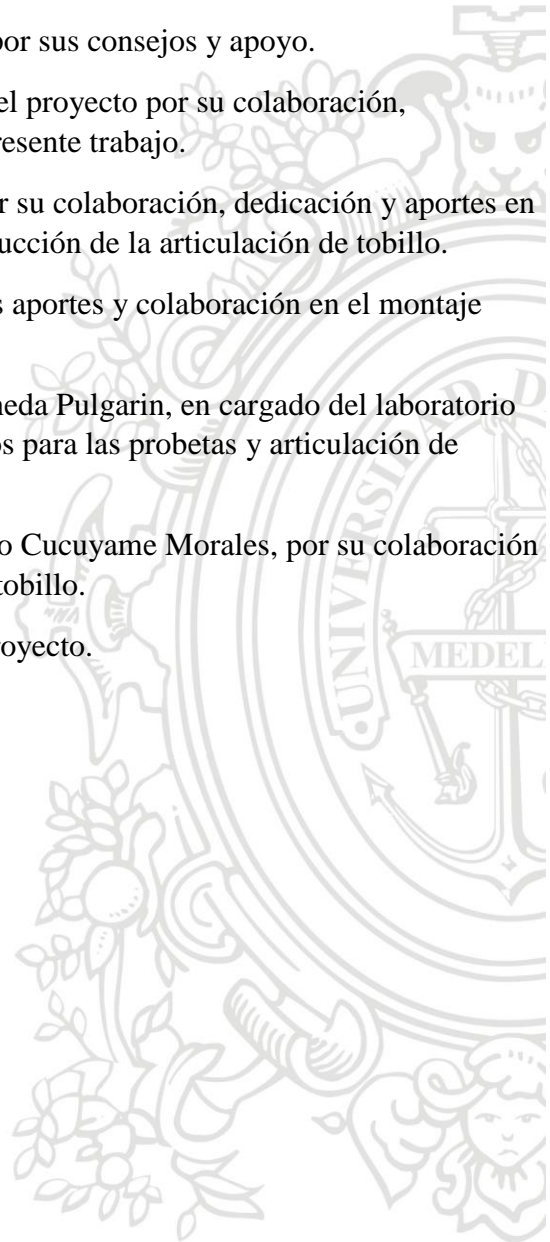 por sus consejos y apoyo.
el proyecto por su colaboración,
resente trabajo.
r su colaboración, dedicación y aportes en
ucción de la articulación de tobillo.
s aportes y colaboración en el montaje
neda Pulgarin, en cargado del laboratorio
os para las probetas y articulación de
o Cucuyame Morales, por su colaboración
tobillo.
royecto.
UNIVERSIDAD D
MEDEL